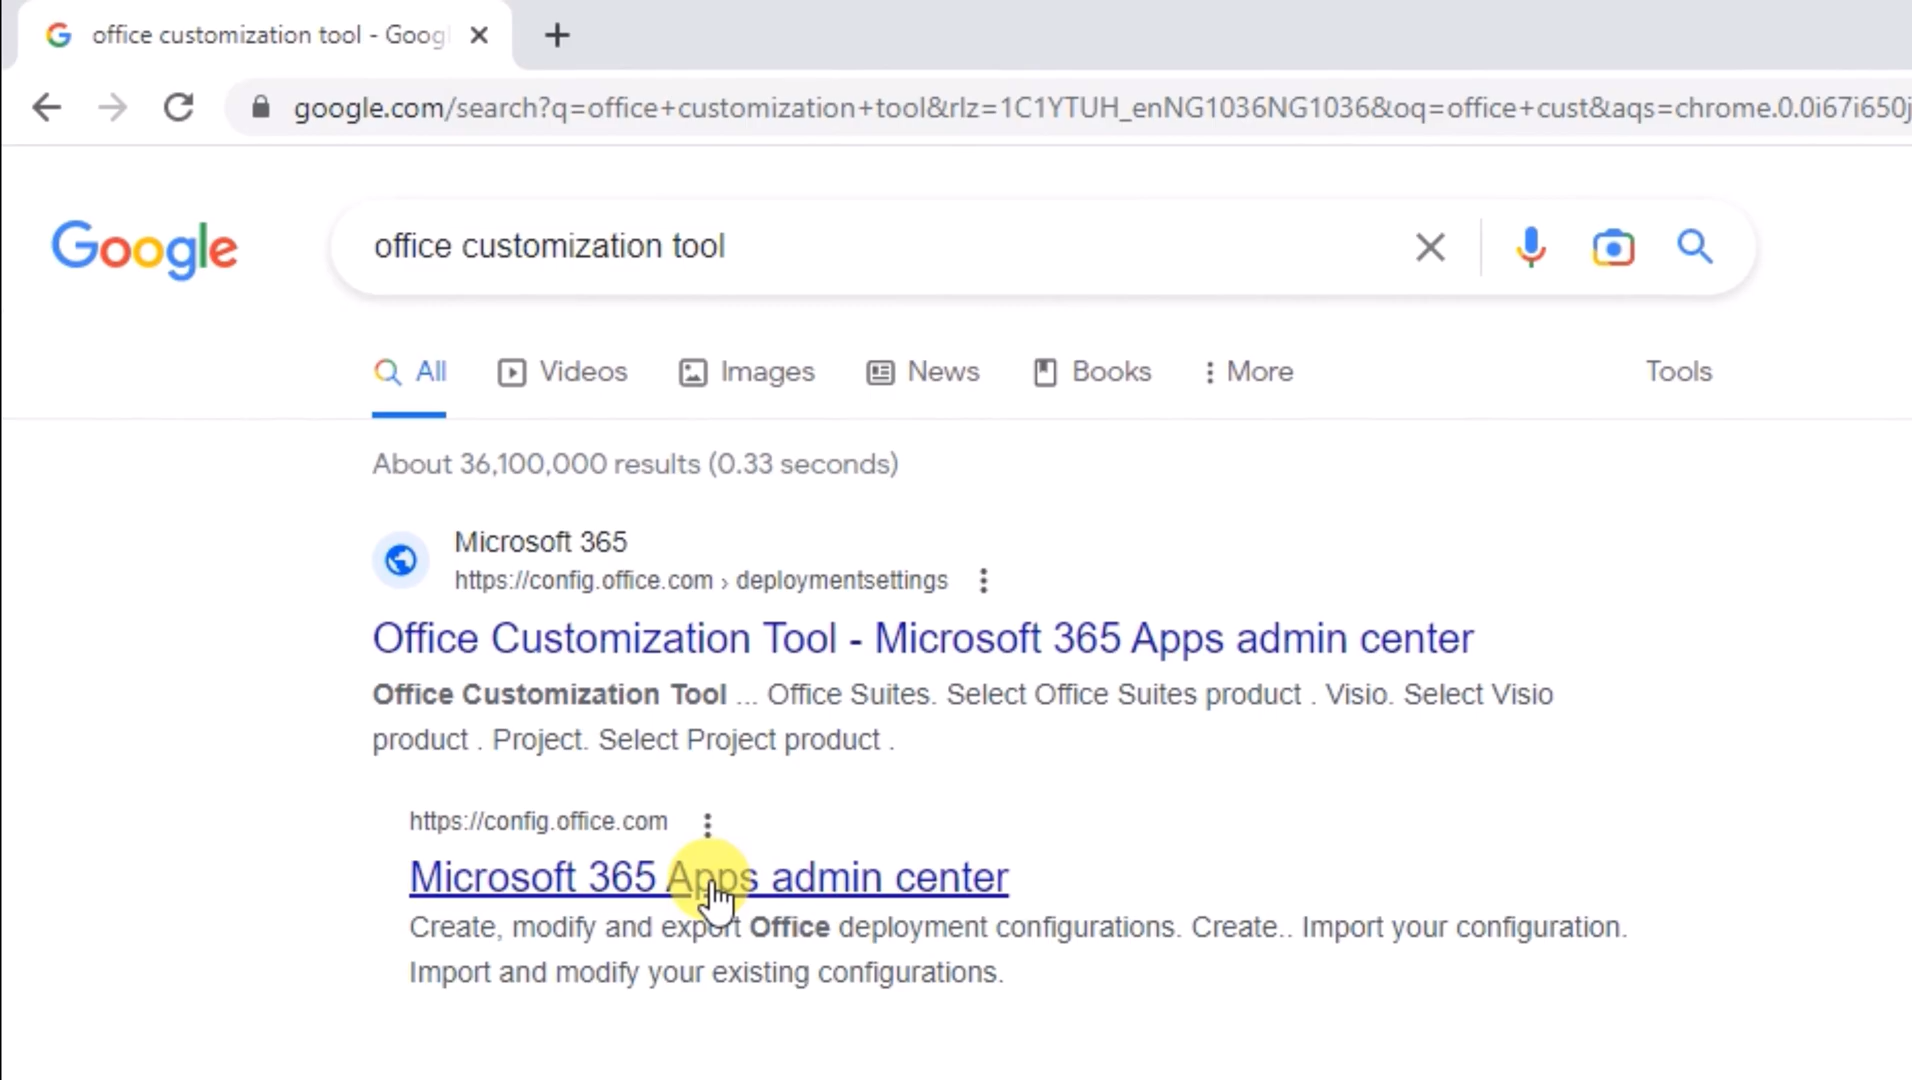 office customization tool - Googl
google.com/search?q=office+customization+tool&rlz=1C1YTUH_enNG1036NG1036&oq=office+cust&aqs=chrome.0.0i67i650j
Google
office customization tool
All
Videos
Images
News
Books
More
Tools
About 36,100,000 results (0.33 seconds)
Microsoft 365
https://config.office.com › deploymentsettings
Office Customization Tool - Microsoft 365 Apps admin center
Office Customization Tool ... Office Suites. Select Office Suites product . Visio. Select Visio
product . Project. Select Project product .
https://config.office.com
Microsoft 365 Apps admin center
Create, modify and export Office deployment configurations. Create.. Import your configuration.
Import and modify your existing configurations.